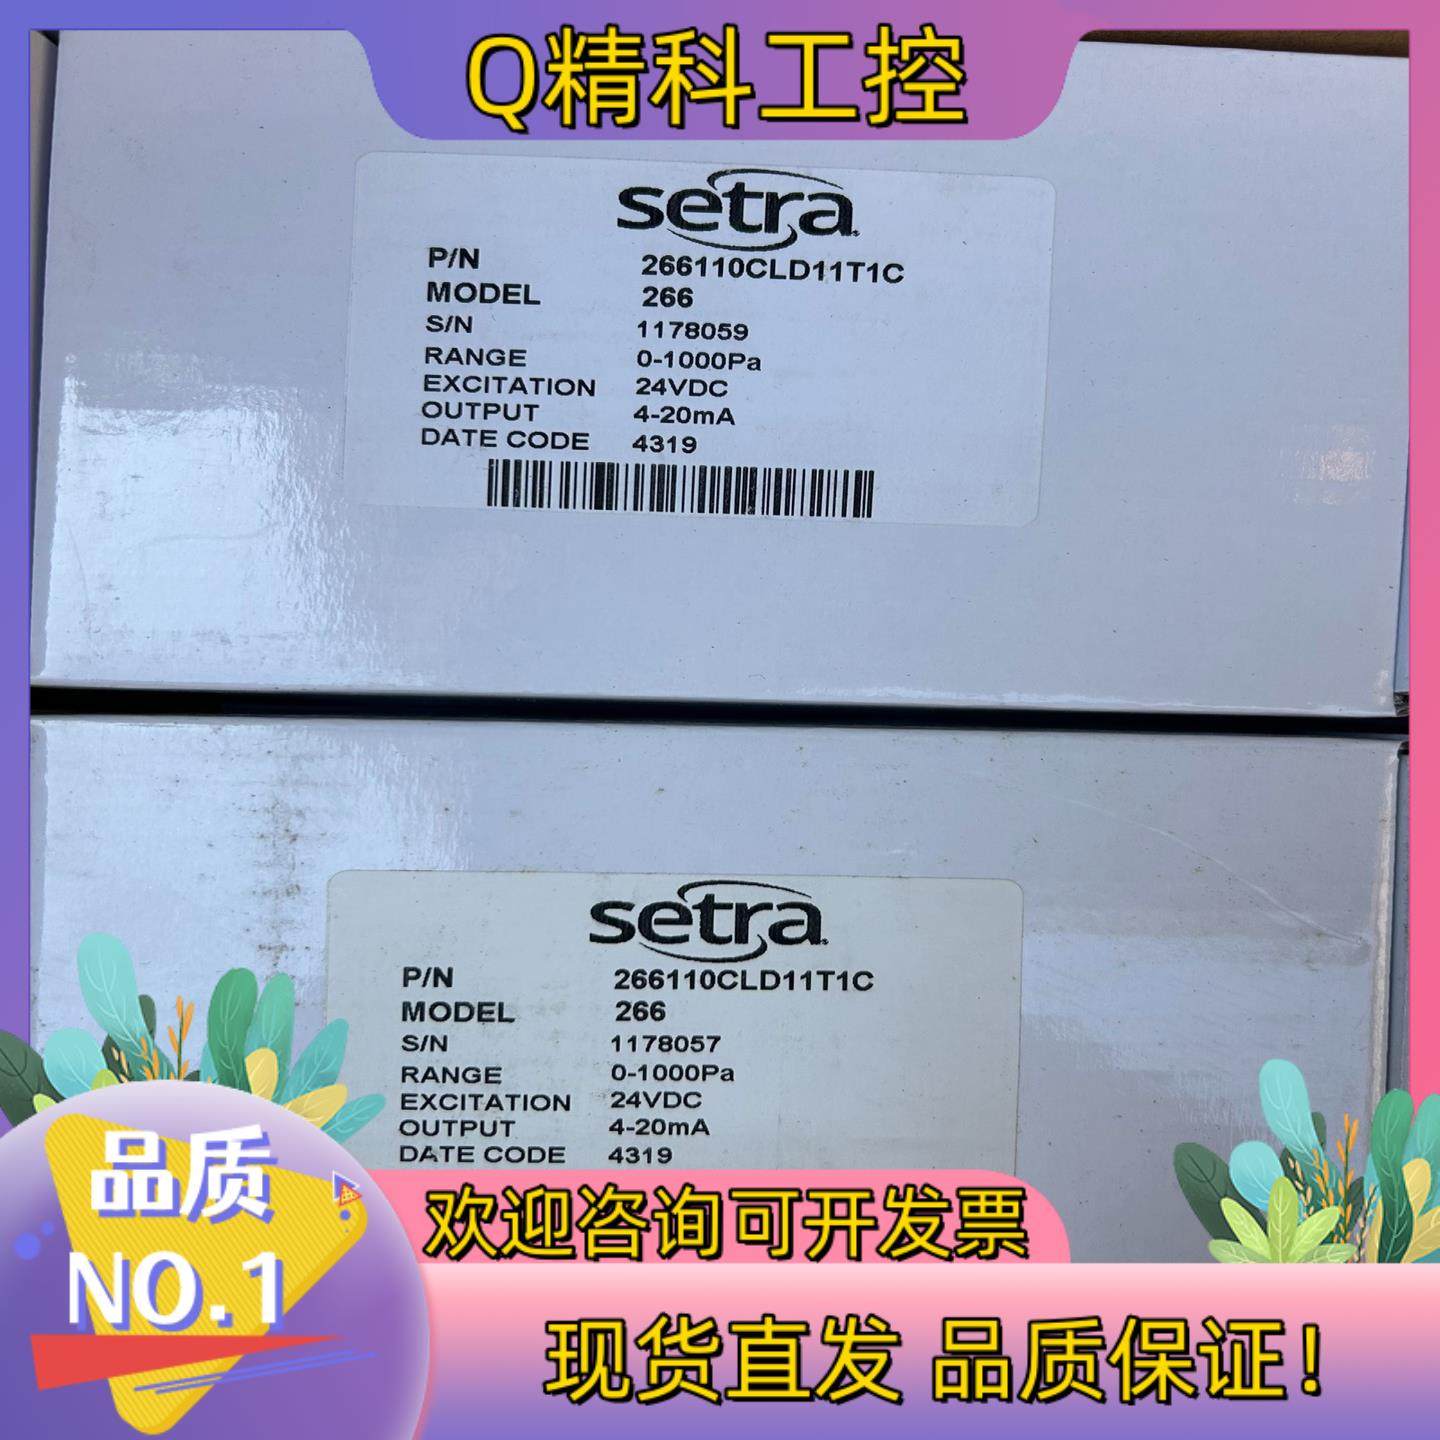 Q精科工控
setra
P/N 266110CLD11T1C
MODEL 266
S/N 1178059
RANGE 0-1000Pa
EXCITATION 24VDC
OUTPUT 4-20mA
DATE CODE 4319
setra
P/N 266110CLD11T1C
MODEL 266
S/N 1178057
RANGE 0-1000Pa
EXCITATION 24VDC
OUTPUT 4-20mA
DATE CODE 4319
品质
NO.1
欢迎咨询可开发票
现货直发 品质保证！